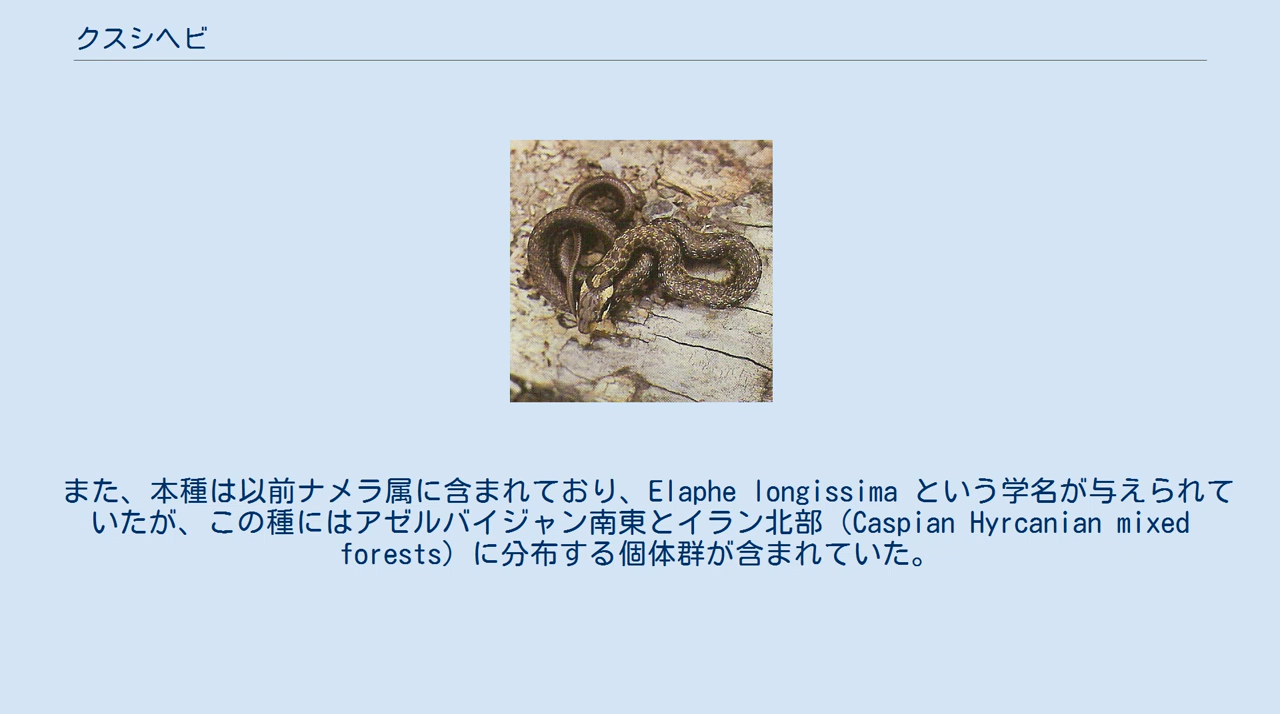 クスシヘビ
また、本種は以前ナメラ属に含まれており、Elaphe longissima という学名が与えられて
いたが、この種にはアゼルバイジャン南東とイラン北部（Caspian Hyrcanian mixed
forests）に分布する個体群が含まれていた。